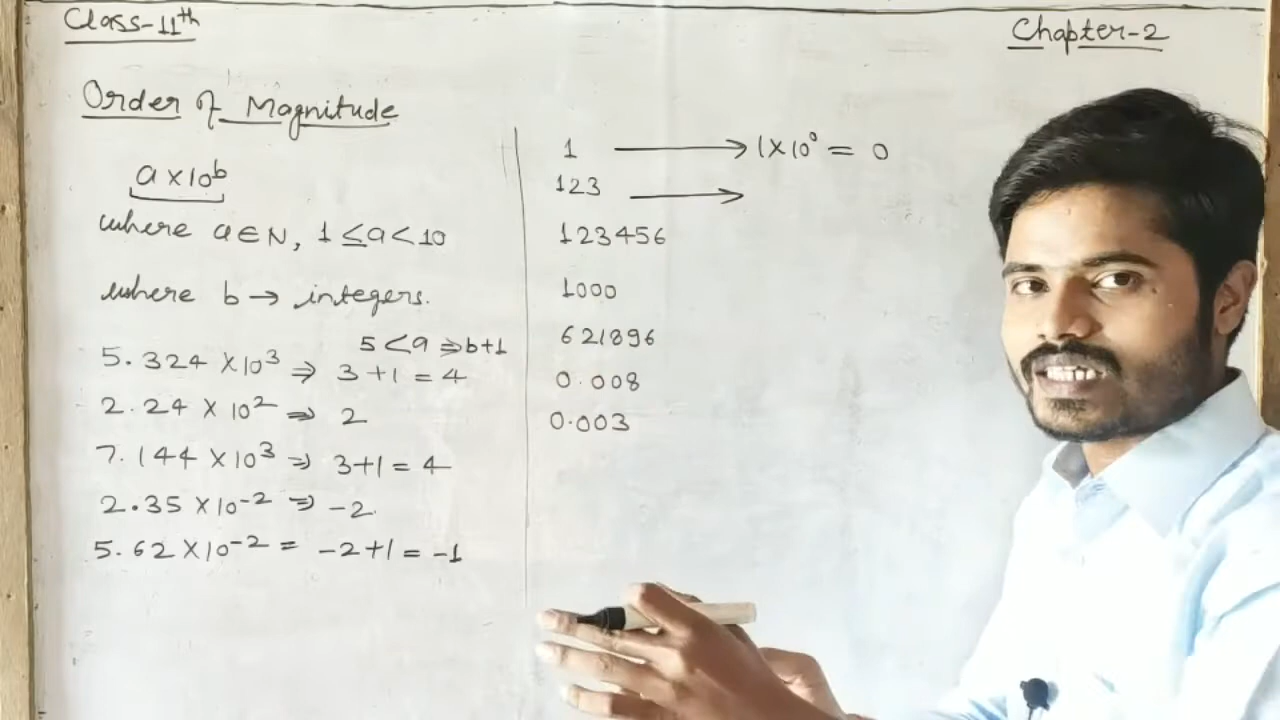 Class-11th
Chapter-2
Order of Magnitude
a×10^b
where a∈N, 1≤a<10
where b → integers.
5<a ⇒b+1
5.324 ×10^3 ⇒ 3+1=4
2.24 ×10^2 ⇒ 2
7.144 ×10^3 ⇒ 3+1=4
2.35 ×10^-2 ⇒ -2.
5.62 ×10^-2 = -2+1 = -1
1 → 1×10^0 = 0
123 →
123456
1000
621896
0.008
0.003